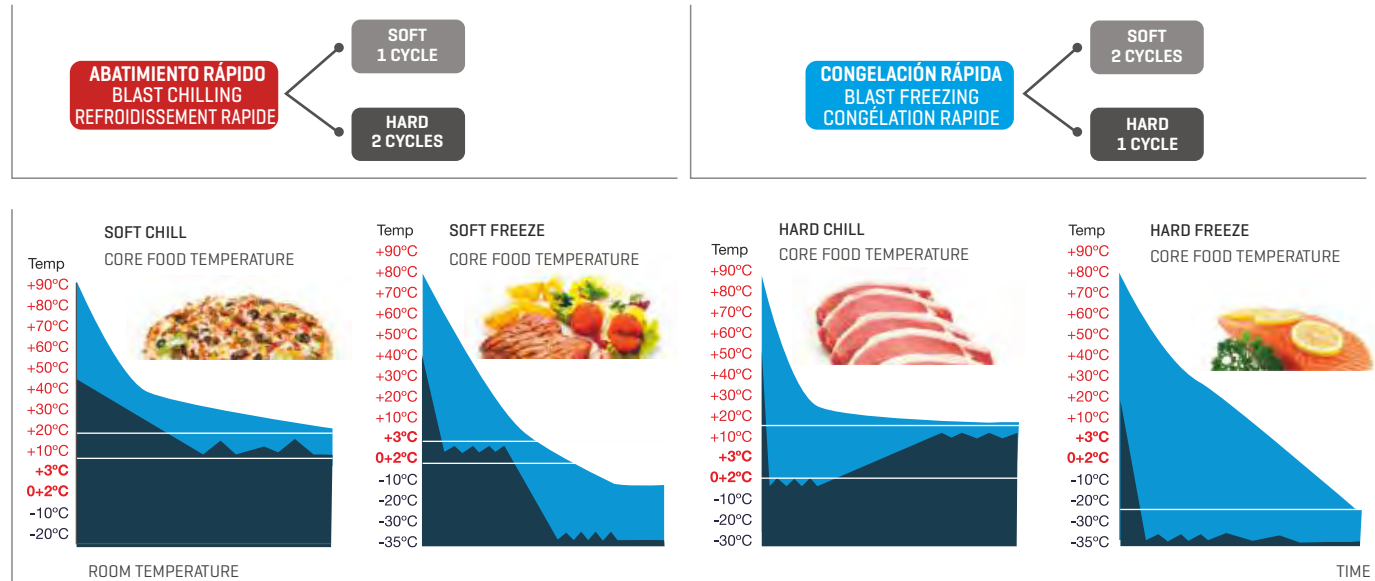 ABATIMIENTO RÁPIDO
BLAST CHILLING
REFROIDISSEMENT RAPIDE
SOFT
1 CYCLE
HARD
2 CYCLES
CONGELACIÓN RÁPIDA
BLAST FREEZING
CONGÉLATION RAPIDE
SOFT
2 CYCLES
HARD
1 CYCLE
SOFT CHILL
CORE FOOD TEMPERATURE
Temp
+90ºC
+80ºC
+70ºC
+60ºC
+50ºC
+40ºC
+30ºC
+20ºC
+10ºC
+3ºC
0+2ºC
-10ºC
-20ºC
SOFT FREEZE
CORE FOOD TEMPERATURE
Temp
+90ºC
+80ºC
+70ºC
+60ºC
+50ºC
+40ºC
+30ºC
+20ºC
+10ºC
+3ºC
0+2ºC
-10ºC
-20ºC
-30ºC
-35ºC
HARD CHILL
CORE FOOD TEMPERATURE
Temp
+90ºC
+80ºC
+70ºC
+60ºC
+50ºC
+40ºC
+30ºC
+20ºC
+10ºC
+3ºC
0+2ºC
-10ºC
-20ºC
-30ºC
HARD FREEZE
CORE FOOD TEMPERATURE
Temp
+90ºC
+80ºC
+70ºC
+60ºC
+50ºC
+40ºC
+30ºC
+20ºC
+10ºC
+3ºC
0+2ºC
-10ºC
-20ºC
-30ºC
-35ºC
ROOM TEMPERATURE
TIME